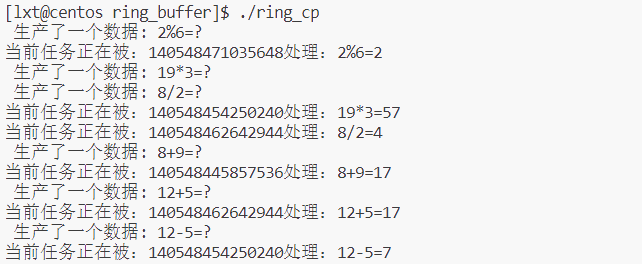 [lxt@centos ring_buffer]$ ./ring_cp
生产了一个数据: 2%6=?
当前任务正在被：140548471035648处理：2%6=2
生产了一个数据: 19*3=?
生产了一个数据: 8/2=?
当前任务正在被：140548454250240处理：19*3=57
当前任务正在被：140548462642944处理：8/2=4
生产了一个数据: 8+9=?
当前任务正在被：140548445857536处理：8+9=17
生产了一个数据: 12+5=?
当前任务正在被：140548462642944处理：12+5=17
生产了一个数据: 12-5=?
当前任务正在被：140548454250240处理：12-5=7